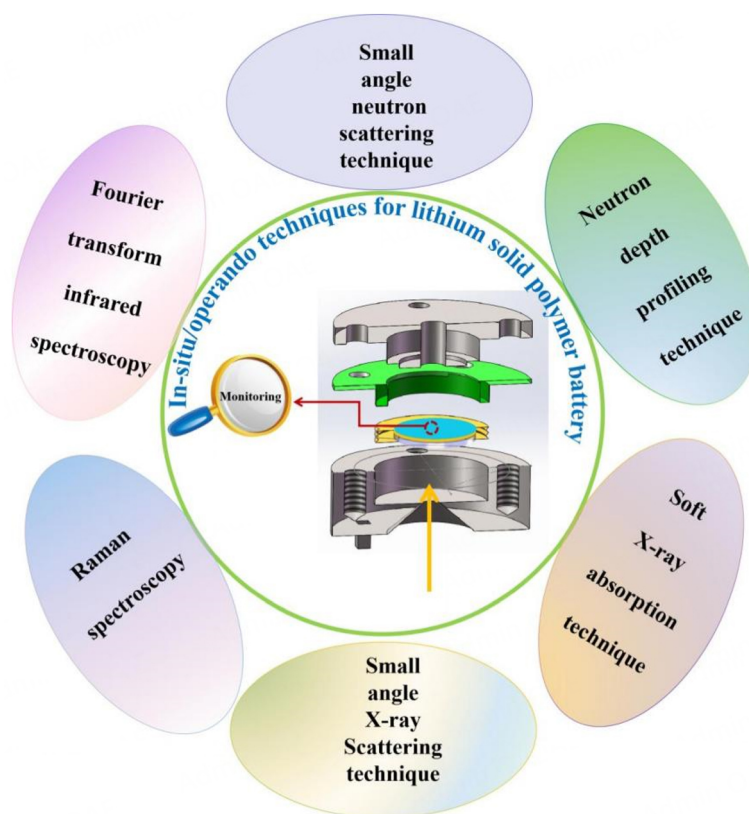 Small
angle
neutron
scattering
technique
Neutron
depth
profiling
technique
Soft
X-ray
absorption
technique
Small
angle
X-ray
Scattering
technique
Raman
spectroscopy
Fourier
transform
infrared
spectroscopy
In-situ/operando techniques for lithium solid polymer battery
Monitoring